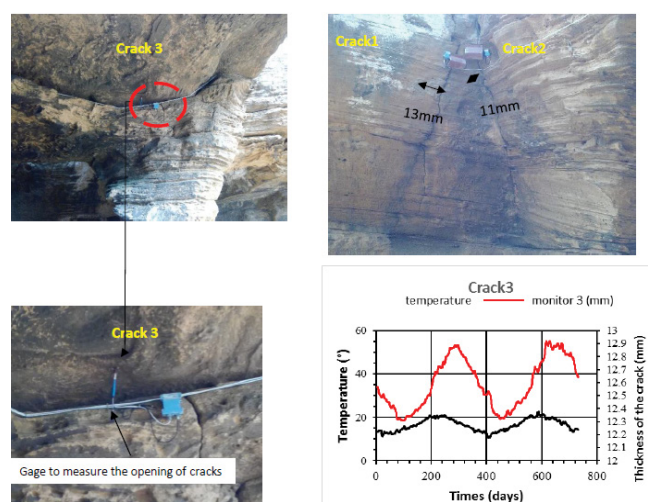 Crack 3
Crack1
Crack2
13mm
11mm
Crack 3
Gage to measure the opening of cracks
Crack3
temperature monitor 3 (mm)
Temperature (°)
60
40
20
0
13
12.9
12.8
12.7
12.6
12.5
12.4
12.3
12.2
12.1
12
Thickness of the crack (mm)
0 200 400 600 800
Times (days)